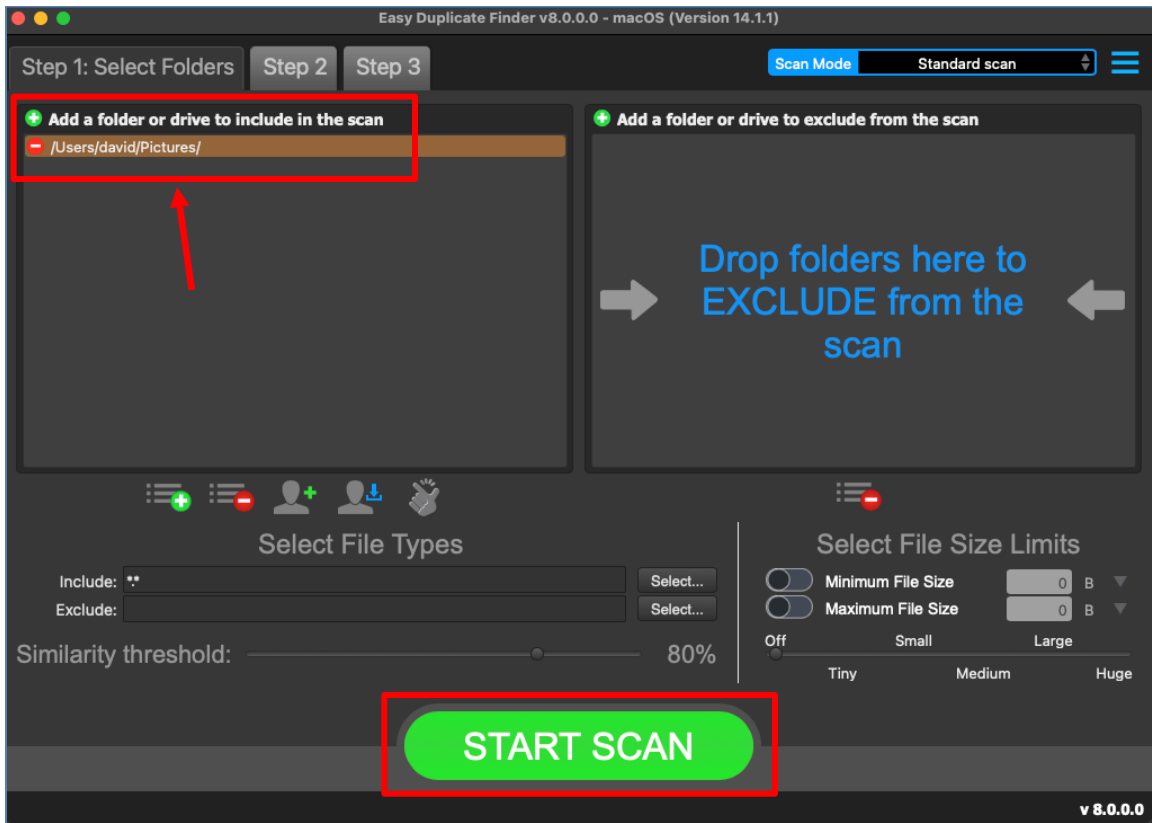 Easy Duplicate Finder v8.0.0.0 - macOS (Version 14.1.1)
Step 1: Select Folders
Step 2
Step 3
Scan Mode
Standard scan
Add a folder or drive to include in the scan
/Users/david/Pictures/
Add a folder or drive to exclude from the scan
Drop folders here to
EXCLUDE from the
scan
Select File Types
Include: *.*
Select...
Exclude:
Select...
Similarity threshold:
80%
Select File Size Limits
Minimum File Size
0 B
Maximum File Size
0 B
Off
Small
Large
Tiny
Medium
Huge
START SCAN
v 8.0.0.0